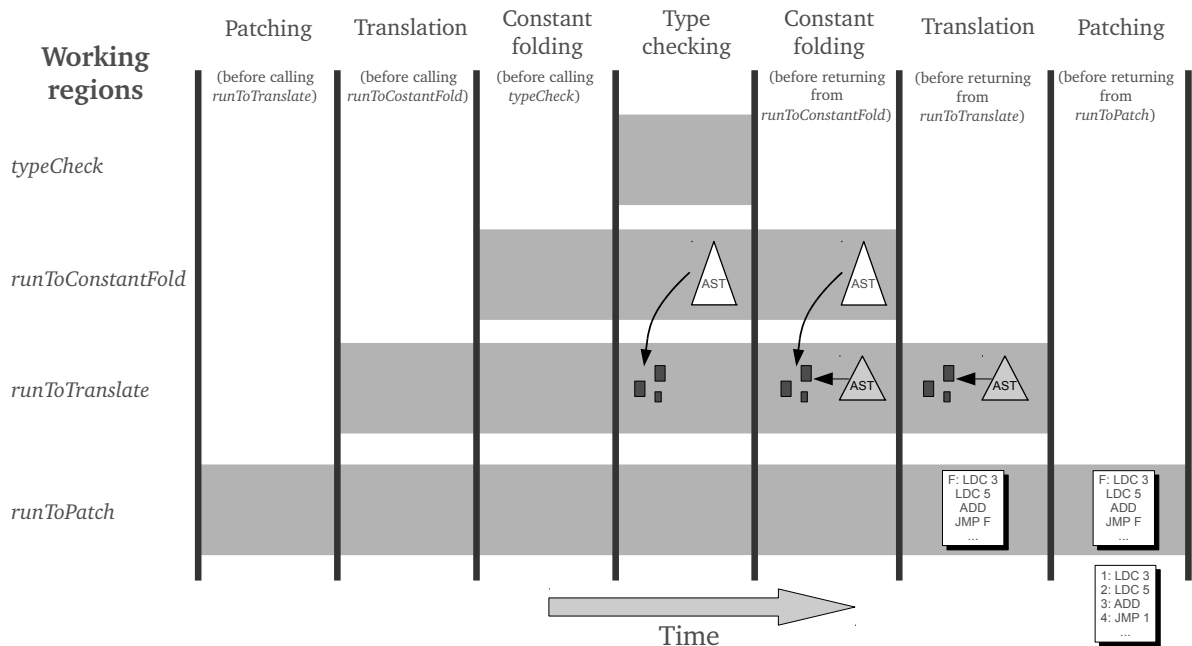 Patching
Translation
Constant
folding
Type
checking
Constant
folding
Translation
Patching
Working
regions
(before calling
runToTranslate)
(before calling
runToCostantFold)
(before calling
typeCheck)
(before returning
from
runToConstantFold)
(before returning
from
runToTranslate)
(before returning
from
runToPatch)
typeCheck
runToConstantFold
AST
AST
runToTranslate
AST
AST
runToPatch
F: LDC 3
LDC 5
ADD
JMP F
...
F: LDC 3
LDC 5
ADD
JMP F
...
1: LDC 3
2: LDC 5
3: ADD
4: JMP 1
...
Time